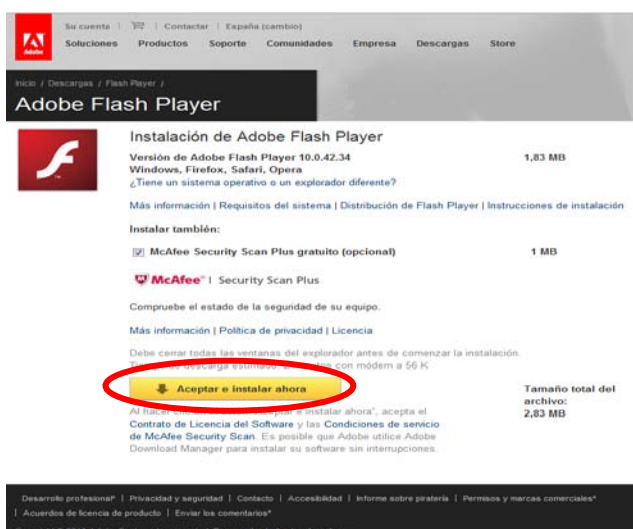 Su cuenta | | Contactar | España (cambio)
Soluciones Productos Soporte Comunidades Empresa Descargas Store
Adobe
Inicio / Descargas / Flash Player /
Adobe Flash Player
Instalación de Adobe Flash Player
Versión de Adobe Flash Player 10.0.42.34 1,83 MB
Windows, Firefox, Safari, Opera
¿Tiene un sistema operativo o un explorador diferente?
Más información | Requisitos del sistema | Distribución de Flash Player | Instrucciones de instalación
Instalar también:
McAfee Security Scan Plus gratuito (opcional) 1 MB
McAfee® | Security Scan Plus
Compruebe el estado de la seguridad de su equipo.
Más información | Política de privacidad | Licencia
Debe cerrar todas las ventanas del explorador antes de comenzar la instalación.
Tiempo de descarga estimado: con módem a 56 K
Aceptar e instalar ahora Tamaño total del
archivo:
2,83 MB
Al hacer e instalar ahora", acepta el
Contrato de Licencia del Software y las Condiciones de servicio
de McAfee Security Scan. Es posible que Adobe utilice Adobe
Download Manager para instalar su software sin interrupciones.
Desarrollo profesional* | Privacidad y seguridad | Contacto | Accesibilidad | Informe sobre piratería | Permisos y marcas comerciales*
| Acuerdos de licencia de producto | Enviar los comentarios*